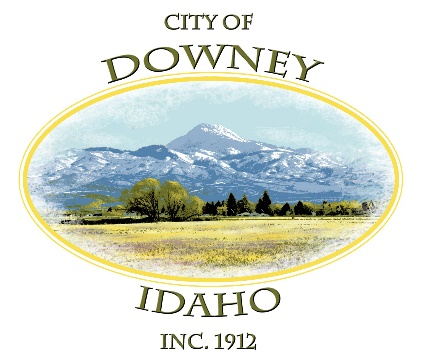 CITY OF
DOWNEY
IDAHO
INC. 1912